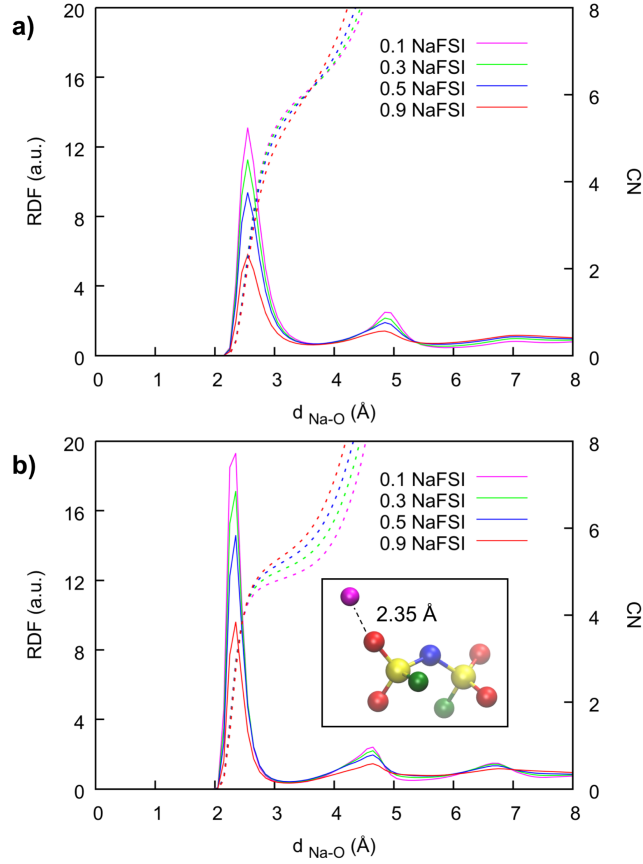 a)
20
16
12
8
4
0
RDF (a.u.)
0.1 NaFSI
0.3 NaFSI
0.5 NaFSI
0.9 NaFSI
8
6
4
2
0
CN
0 1 2 3 4 5 6 7 8
d Na-O (Å)
b)
20
16
12
8
4
0
RDF (a.u.)
0.1 NaFSI
0.3 NaFSI
0.5 NaFSI
0.9 NaFSI
2.35 Å
8
6
4
2
0
CN
0 1 2 3 4 5 6 7 8
d Na-O (Å)